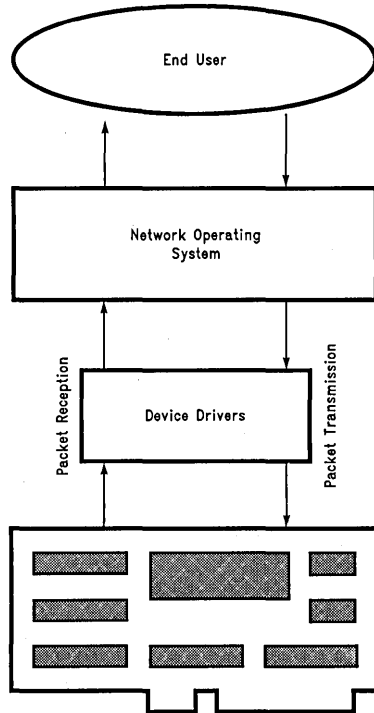 End User
Network Operating
System
Packet Reception
Device Drivers
Packet Transmission